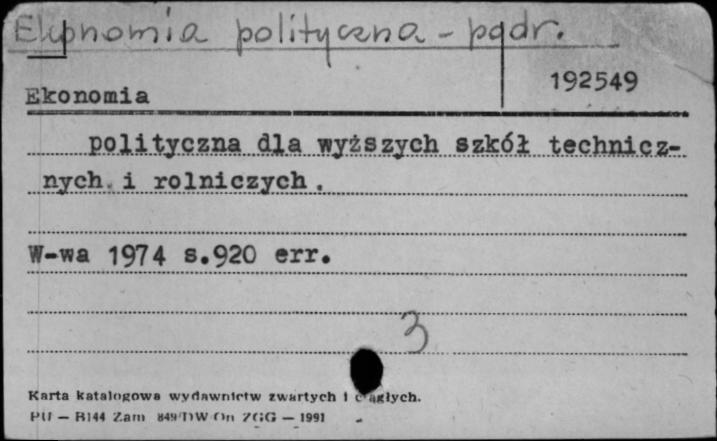 Ekonomia polityczna - podr.
192549
Ekonomia
polityczna dla wyższych szkół technicz-
nych i rolniczych.
W-wa 1974 s.920 err.
3
Karta katalogowa wydawnictw zwartych i ciągłych.
PU — B144 Zam 849/DW On ZGG — 1991